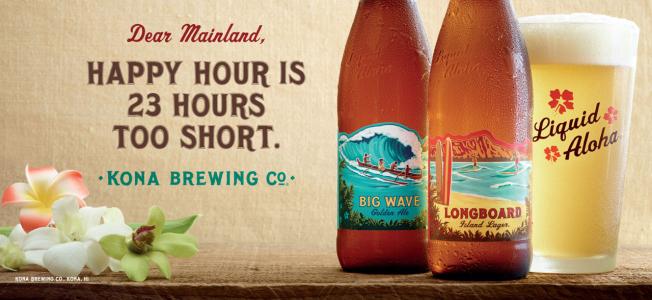 Dear Mainland,
HAPPY HOUR IS
23 HOURS
TOO SHORT.
KONA BREWING Cº.
BIG WAVE
Golden Ale
LONGBOARD
Island Lager.
Liquid
Aloha
KONA BREWING CO., KONA, HI